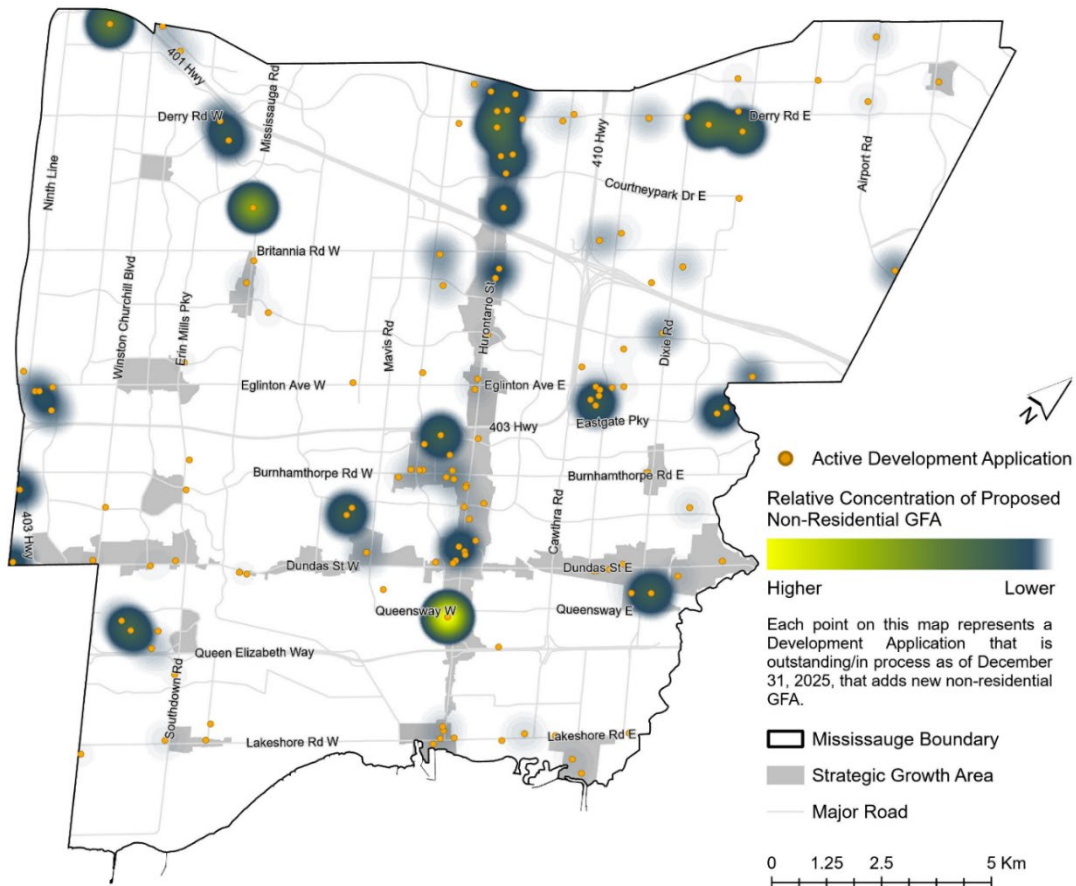 401 Hwy
Mississauga Rd
Derry Rd W
410 Hwy
Derry Rd E
Airport Rd
Ninth Line
Courtneypark Dr E
Britannia Rd W
Winston Churchill Blvd
Erin Mills Pky
Mavis Rd
Hurontario St
Dixie Rd
Eglinton Ave W
Eglinton Ave E
Eastgate Pky
403 Hwy
N
Burnhamthorpe Rd W
Burnhamthorpe Rd E
403 Hwy
Cawthra Rd
Dundas St W
Dundas St E
Queensway W
Queensway E
Queen Elizabeth Way
Southdown Rd
Lakeshore Rd W
Lakeshore Rd E
Active Development Application
Relative Concentration of Proposed
Non-Residential GFA
Higher Lower
Each point on this map represents a
Development Application that is
outstanding/in process as of December
31, 2025, that adds new non-residential
GFA.
Mississauge Boundary
Strategic Growth Area
Major Road
0 1.25 2.5 5 Km